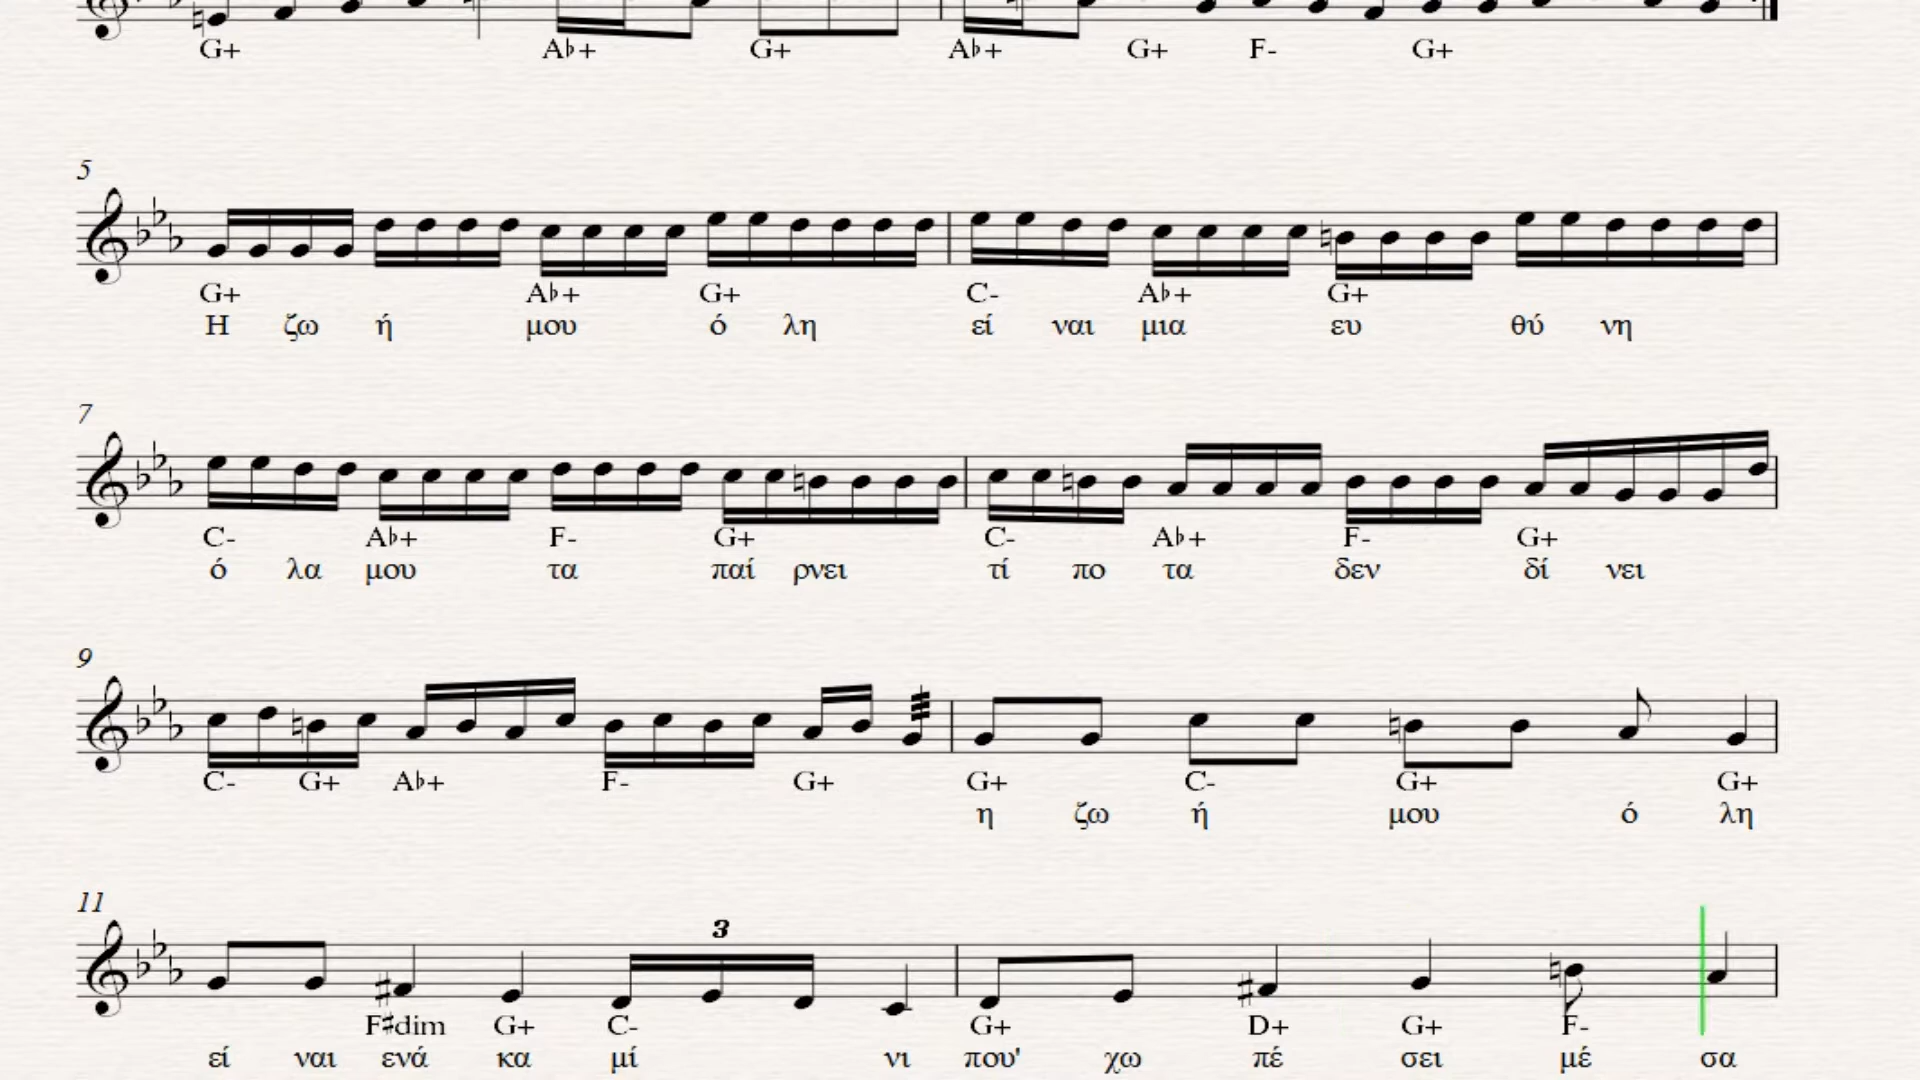 G+ A♭+ G+ A♭+ G+ F- G+
5
G+ A♭+ G+ C- A♭+ G+
Η ζω ή μου ό λη εί ναι μια ευ θύ νη
7
C- A♭+ F- G+ C- A♭+ F- G+
ό λα μου τα παί ρνει τί πο τα δεν δί νει
9
C- G+ A♭+ F- G+ G+ C- G+ G+
η ζω ή μου ό λη
11
3
F♯dim G+ C- G+ D+ G+ F-
εί ναι ενά κα μί νι που' χω πέ σει μέ σα